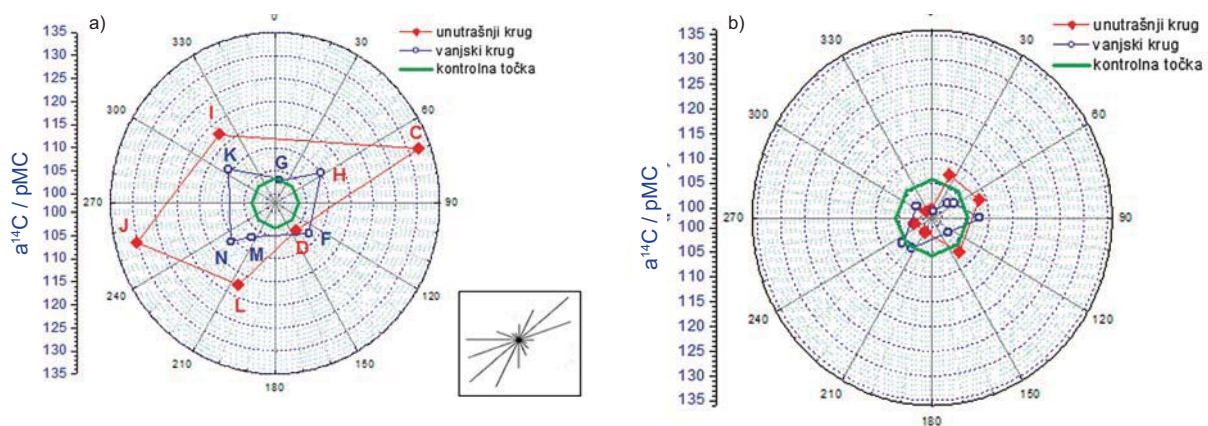 a)
unutrašnji krug
vanjski krug
kontrolna točka
a¹⁴C / pMC
135
130
125
120
115
110
105
100
100
105
110
115
120
125
130
135
330
30
300
60
270
90
240
120
210
150
180
I
C
K
G
H
J
N
M
D
F
L
b)
unutrašnji krug
vanjski krug
kontrolna točka
a¹⁴C / pMC
135
130
125
120
115
110
105
100
100
105
110
115
120
125
130
135
0
330
30
300
60
270
90
240
120
210
150
180